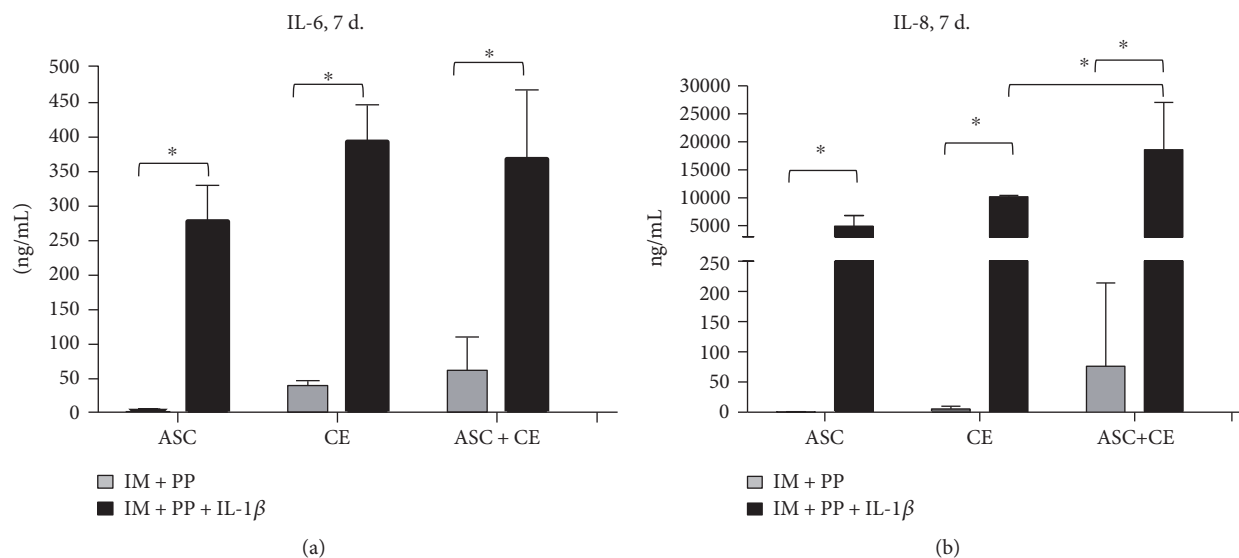 IL-6, 7 d.
*
*
*
500
450
400
350
300
250
200
150
100
50
0
(ng/mL)
ASC
CE
ASC + CE
IM + PP
IM + PP + IL-1β
(a)
IL-8, 7 d.
*
*
*
*
30000
25000
20000
15000
10000
5000
250
200
150
100
50
0
ng/mL
ASC
CE
ASC+CE
IM + PP
IM + PP + IL-1β
(b)